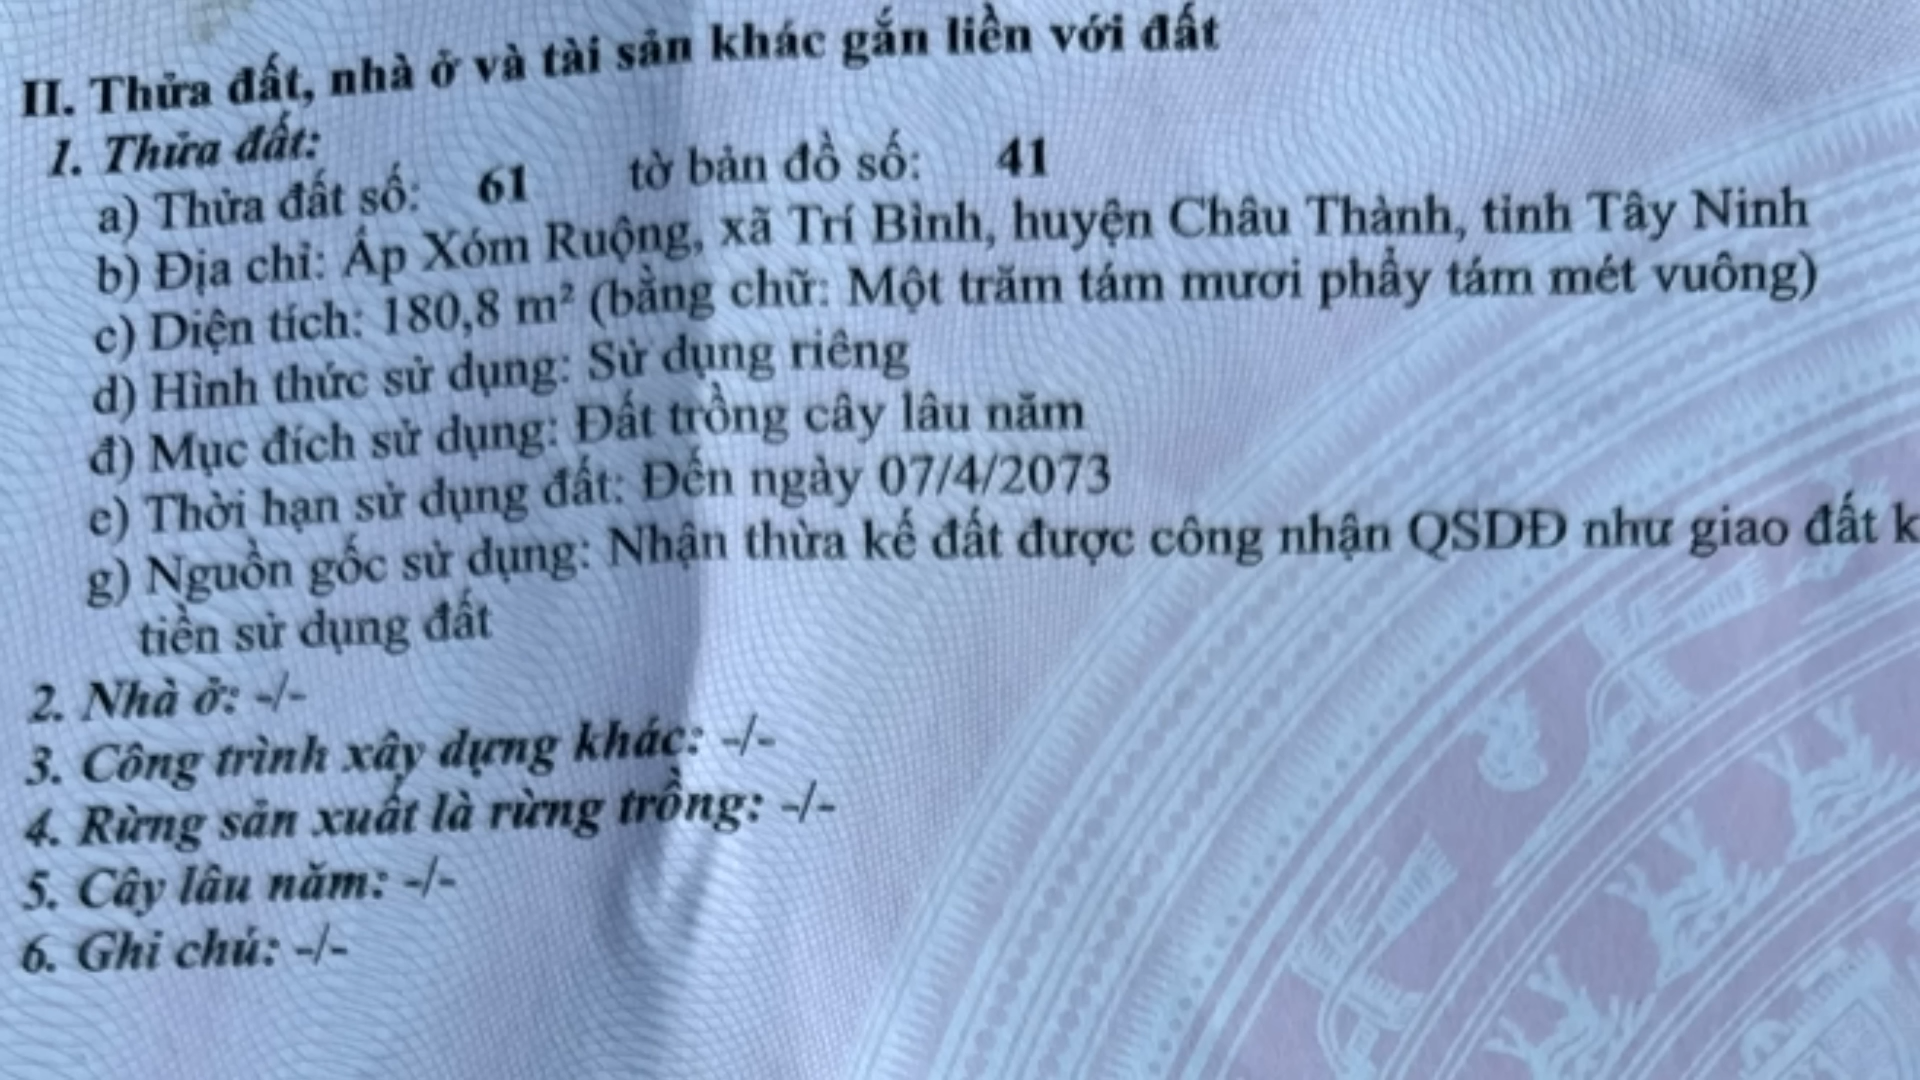 II. Thửa đất, nhà ở và tài sản khác gắn liền với đất
1. Thửa đất:
a) Thửa đất số: 61 tờ bản đồ số: 41
b) Địa chỉ: Ấp Xóm Ruộng, xã Trí Bình, huyện Châu Thành, tỉnh Tây Ninh
c) Diện tích: 180,8 m² (bằng chữ: Một trăm tám mươi phẩy tám mét vuông)
d) Hình thức sử dụng: Sử dụng riêng
đ) Mục đích sử dụng: Đất trồng cây lâu năm
e) Thời hạn sử dụng đất: Đến ngày 07/4/2073
g) Nguồn gốc sử dụng: Nhận thừa kế đất được công nhận QSDĐ như giao đất k
tiền sử dụng đất
2. Nhà ở: -/-
3. Công trình xây dựng khác: -/-
4. Rừng sản xuất là rừng trồng: -/-
5. Cây lâu năm: -/-
6. Ghi chú: -/-